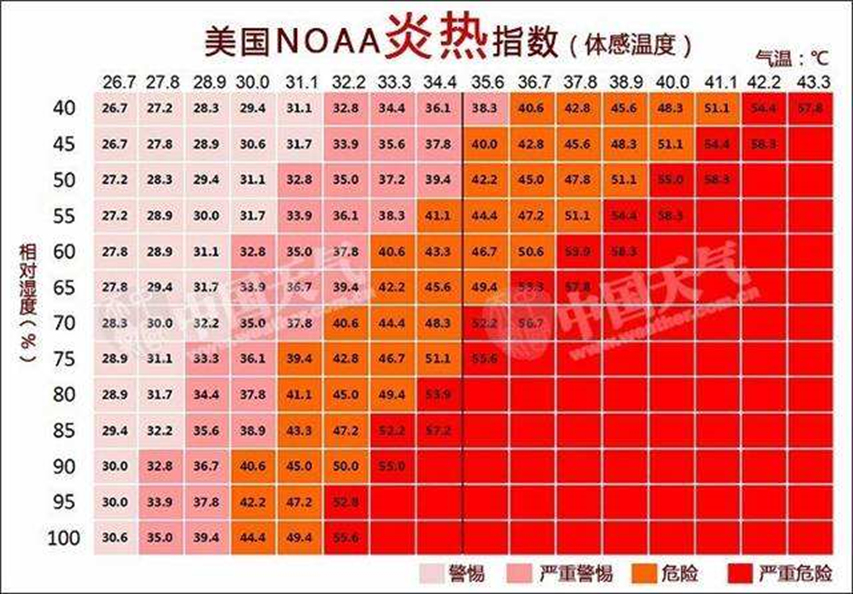 美国NOAA炎热指数（体感温度）
气温：℃
26.7 27.8 28.9 30.0 31.1 32.2 33.3 34.4 35.6 36.7 37.8 38.9 40.0 41.1 42.2 43.3
相对湿度（%）
40 26.7 27.2 28.3 29.4 31.1 32.8 34.4 36.1 38.3 40.6 42.8 45.6 48.3 51.1 54.4 57.8
45 26.7 27.8 28.9 30.6 31.7 33.9 35.6 37.8 40.0 42.8 45.6 48.3 51.1 54.4 58.3
50 27.2 28.3 29.4 31.1 32.8 35.0 37.2 39.4 42.2 45.0 47.8 51.1 55.0 58.3
55 27.2 28.9 30.0 31.7 33.9 36.1 38.3 41.1 44.4 47.2 51.1 54.4 58.3
60 27.8 28.9 31.1 32.8 35.0 37.8 40.6 43.3 46.7 50.6 53.9 58.3
65 27.8 29.4 31.7 33.9 36.7 39.4 42.2 45.6 49.4 53.3 57.8
70 28.3 30.0 32.2 35.0 37.8 40.6 44.4 48.3 52.2 56.7
75 28.9 31.1 33.3 36.1 39.4 42.8 46.7 51.1 55.6
80 28.9 31.7 34.4 37.8 41.1 45.0 49.4 53.9
85 29.4 32.2 35.6 38.9 43.3 47.2 52.2 57.2
90 30.0 32.8 36.7 40.6 45.0 50.0 55.0
95 30.0 33.9 37.8 42.2 47.2 52.8
100 30.6 35.0 39.4 44.4 49.4 55.6
中国天气
www.weather.com.cn
中国天气
www.weather.com.cn
警惕 严重警惕 危险 严重危险